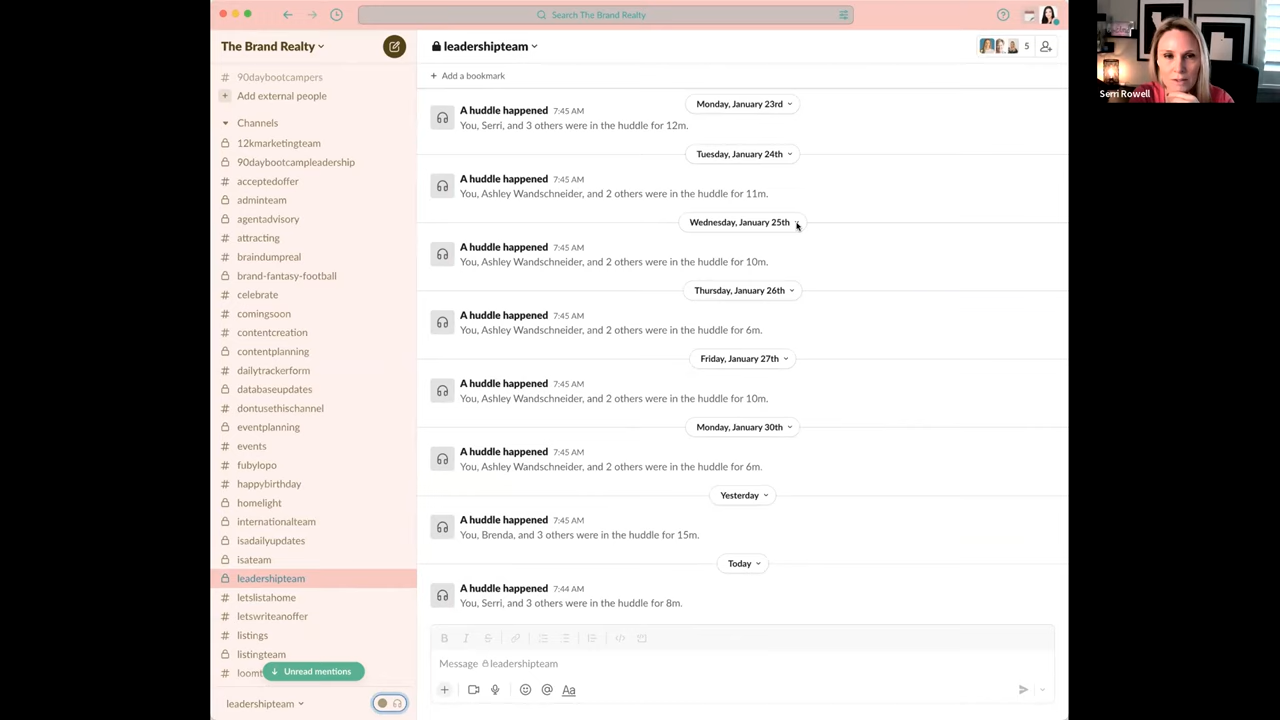 Search The Brand Realty
The Brand Realty
# 90daybootcampers
Add external people
Channels
12kmarketingteam
90daybootcampleadership
# acceptedoffer
adminteam
agentadvisory
# attracting
# braindumpreal
brand-fantasy-football
# celebrate
# comingsoon
# contentcreation
contentplanning
# dailytrackerform
databaseupdates
# dontusethischannel
eventplanning
# events
# fubylopo
# happybirthday
homelight
internationalteam
isadailyupdates
isateam
leadershipteam
# letslistahome
# letswriteanoffer
# listings
listingteam
# loomt
Unread mentions
leadershipteam
leadershipteam
5
Add a bookmark
Monday, January 23rd
A huddle happened 7:45 AM
You, Serri, and 3 others were in the huddle for 12m.
Tuesday, January 24th
A huddle happened 7:45 AM
You, Ashley Wandschneider, and 2 others were in the huddle for 11m.
Wednesday, January 25th
A huddle happened 7:45 AM
You, Ashley Wandschneider, and 2 others were in the huddle for 10m.
Thursday, January 26th
A huddle happened 7:45 AM
You, Ashley Wandschneider, and 2 others were in the huddle for 6m.
Friday, January 27th
A huddle happened 7:45 AM
You, Ashley Wandschneider, and 2 others were in the huddle for 10m.
Monday, January 30th
A huddle happened 7:45 AM
You, Ashley Wandschneider, and 2 others were in the huddle for 6m.
Yesterday
A huddle happened 7:45 AM
You, Brenda, and 3 others were in the huddle for 15m.
Today
A huddle happened 7:44 AM
You, Serri, and 3 others were in the huddle for 8m.
B I S
Message leadershipteam
Aa
Serri Rowell